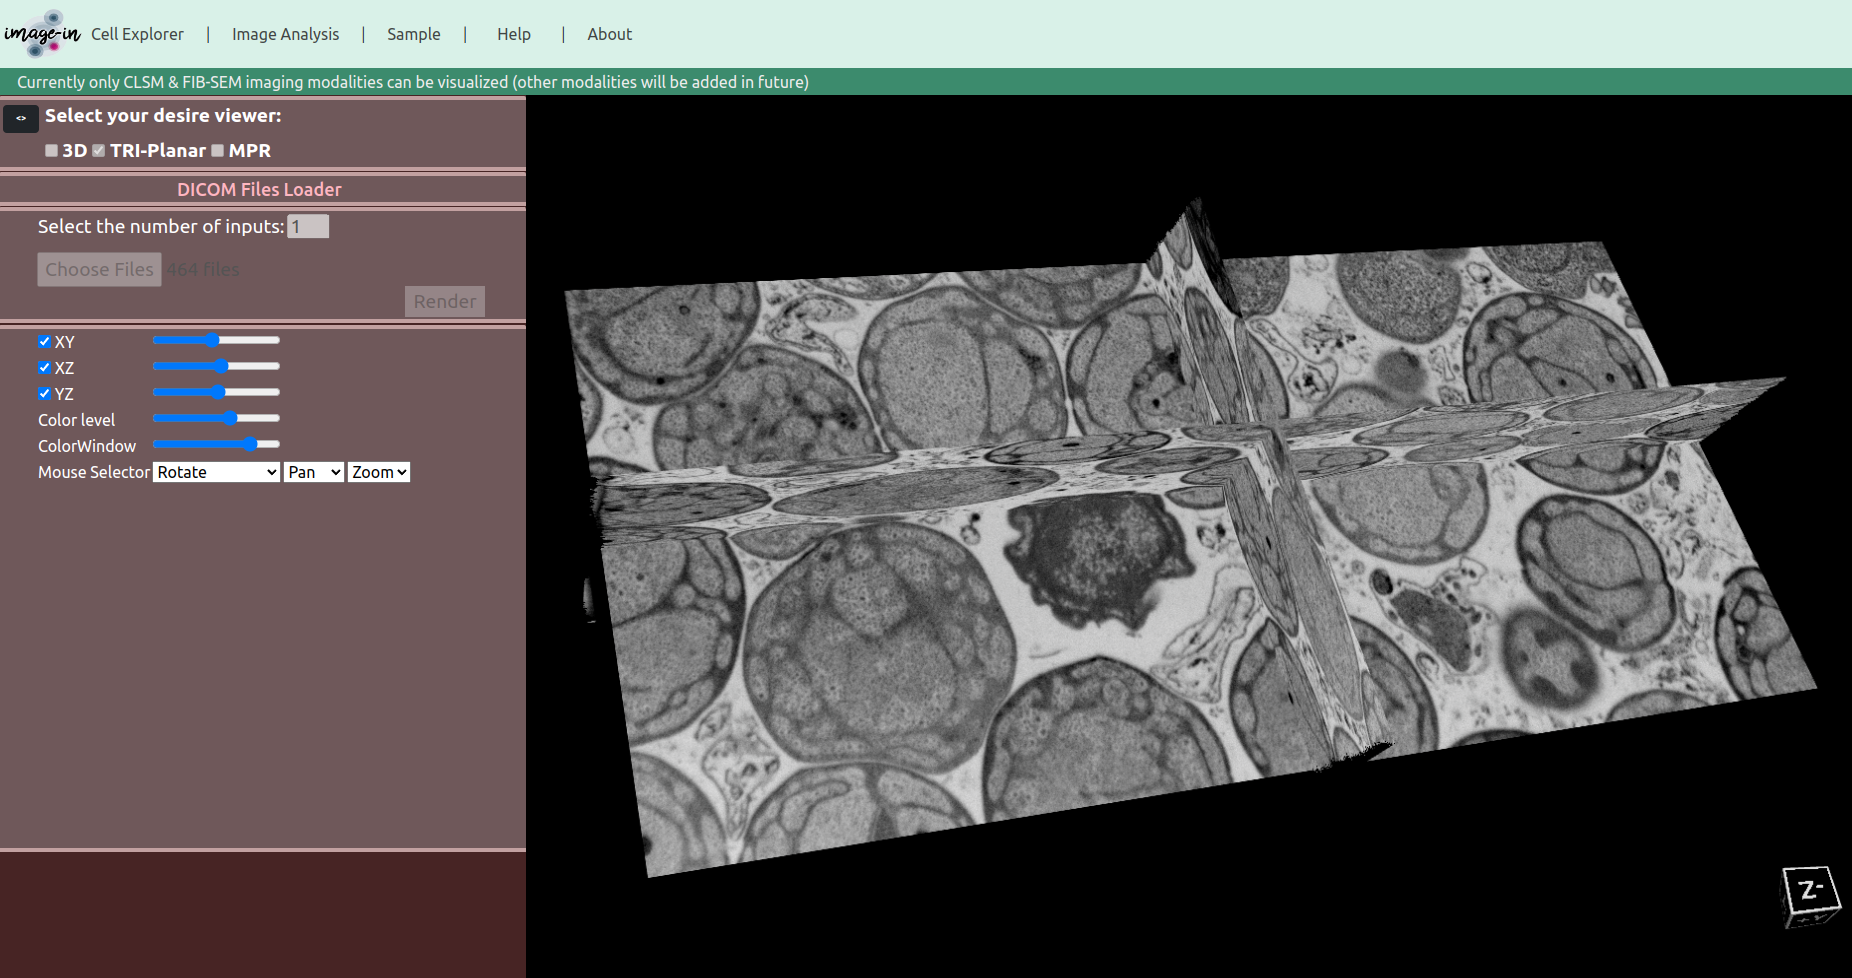 image-in Cell Explorer | Image Analysis | Sample | Help | About
Currently only CLSM & FIB-SEM imaging modalities can be visualized (other modalities will be added in future)
<> Select your desire viewer:
3D TRI-Planar MPR
DICOM Files Loader
Select the number of inputs: 1
Choose Files 464 files
Render
XY
XZ
YZ
Color level
ColorWindow
Mouse Selector Rotate Pan Zoom
Z-